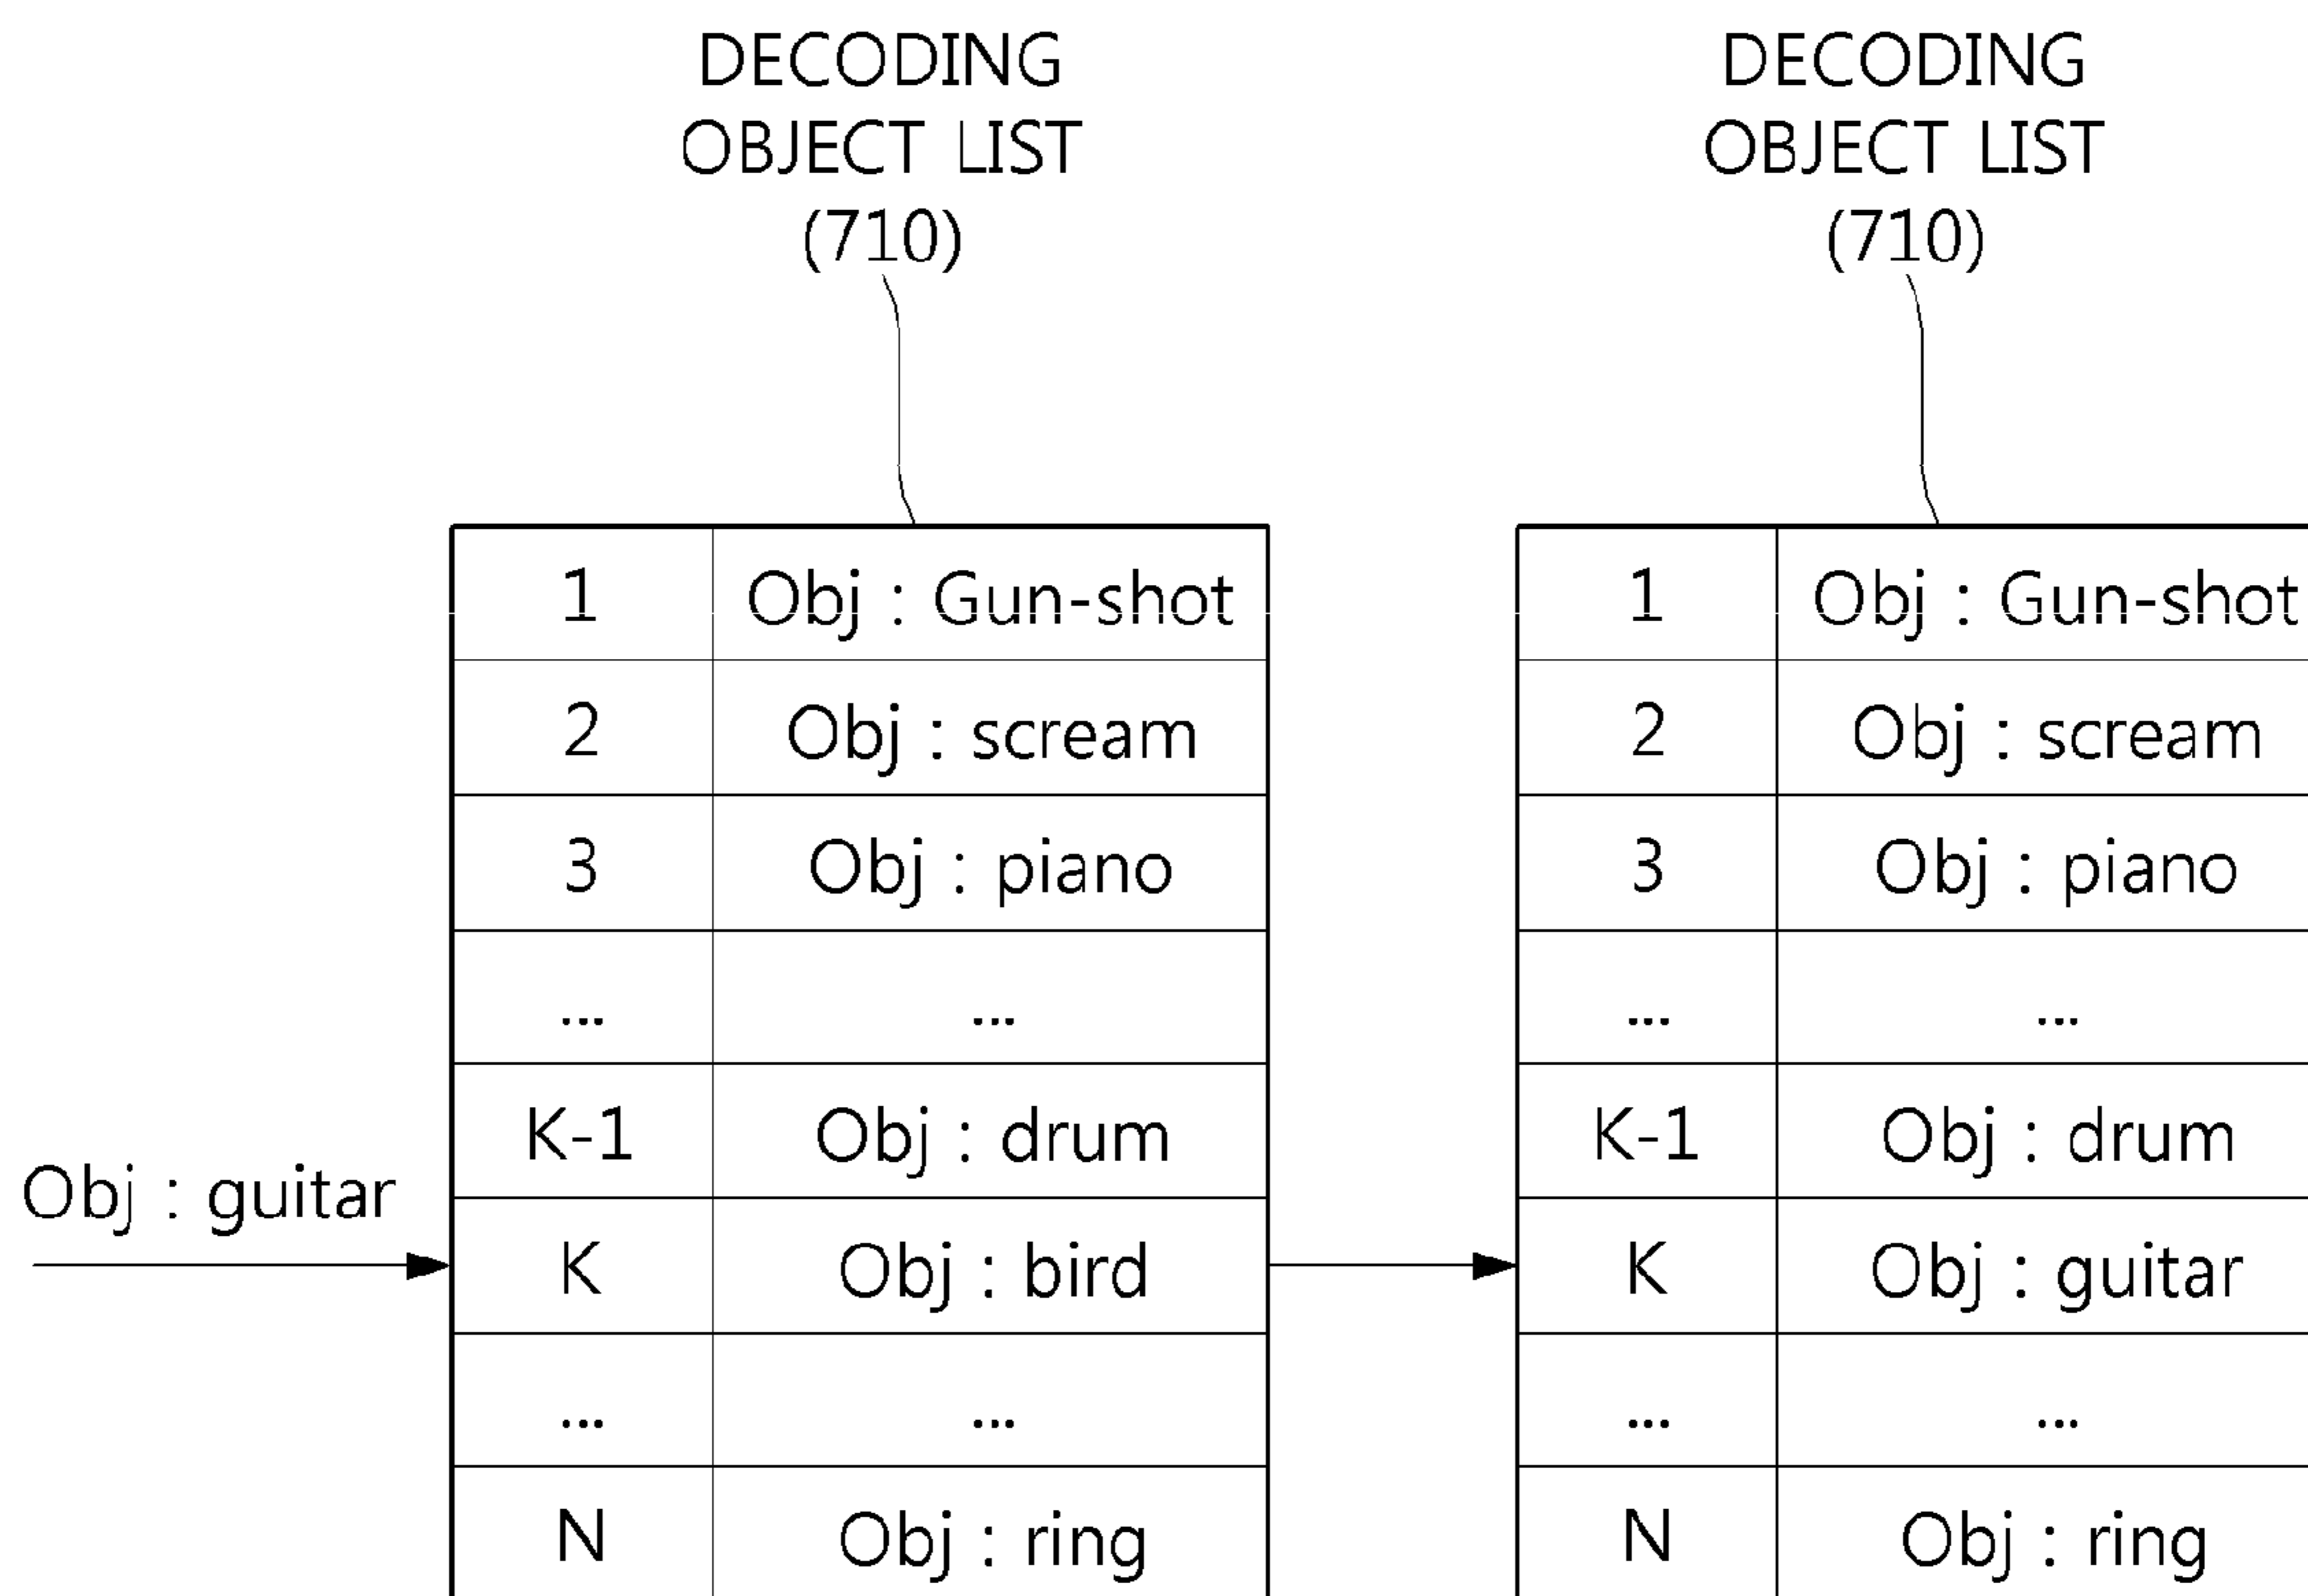 DECODING
OBJECT LIST
(710)
DECODING
OBJECT LIST
(710)
1 Obj : Gun-shot
2 Obj : scream
3 Obj : piano
... ...
K-1 Obj : drum
Obj : guitar
K Obj : bird
... ...
N Obj : ring
1 Obj : Gun-shot
2 Obj : scream
3 Obj : piano
... ...
K-1 Obj : drum
K Obj : guitar
... ...
N Obj : ring